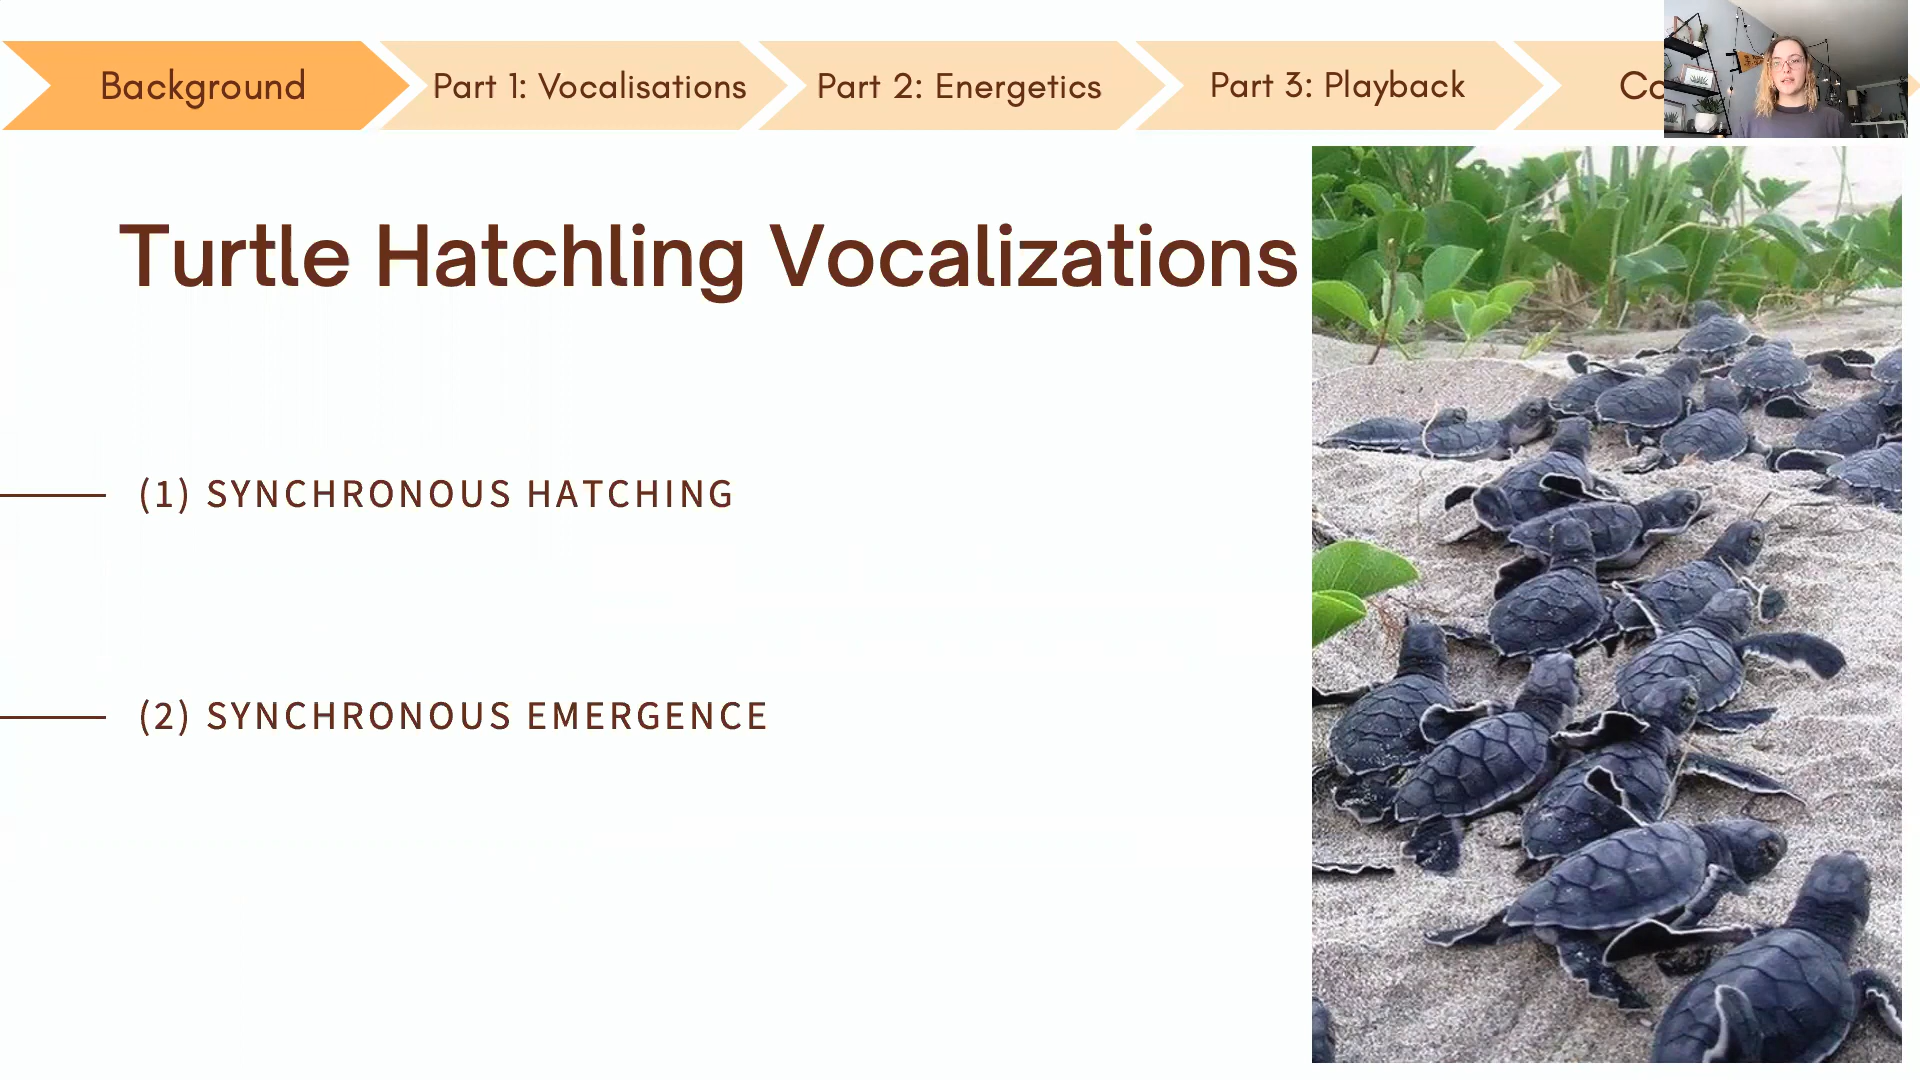 Background
Part 1: Vocalisations
Part 2: Energetics
Part 3: Playback
Turtle Hatchling Vocalizations
(1) SYNCHRONOUS HATCHING
(2) SYNCHRONOUS EMERGENCE